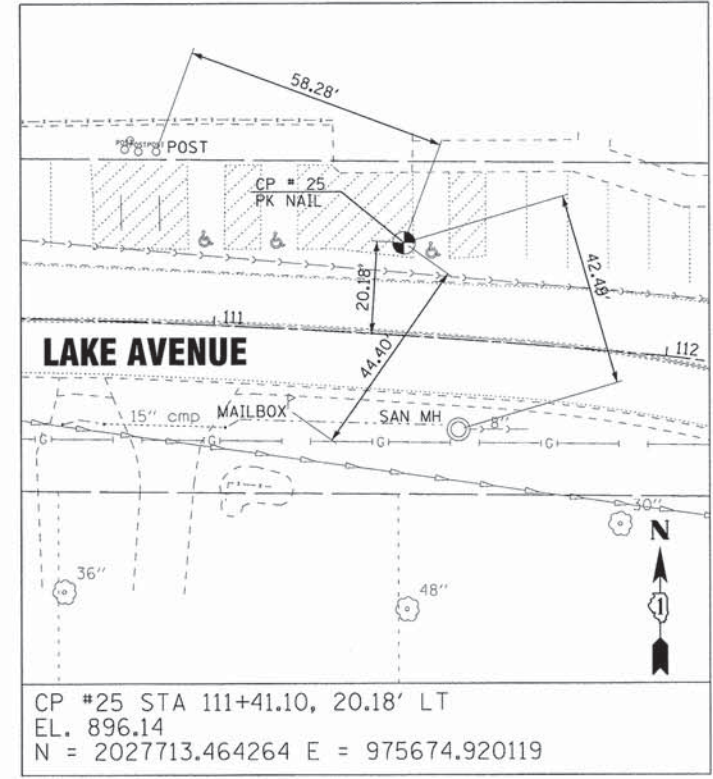 58.28'
POST
CP # 25
PK NAIL
20.18'
42.48'
44.40'
111
112
LAKE AVENUE
15" cmp
MAILBOX
SAN MH
8"
G G G G
30"
N
1
36"
48"
CP #25 STA 111+41.10, 20.18' LT
EL. 896.14
N = 2027713.464264 E = 975674.920119